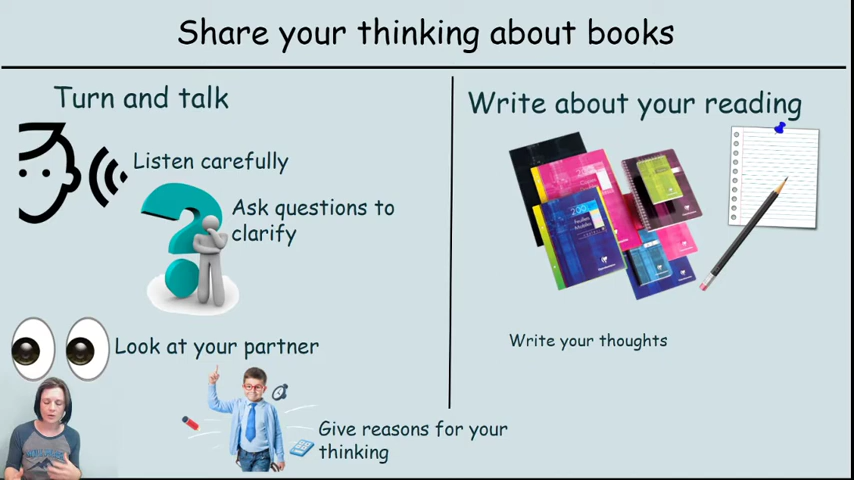 Share your thinking about books
Turn and talk
Listen carefully
Ask questions to
clarify
Look at your partner
Give reasons for your
thinking
Write about your reading
200
Write your thoughts